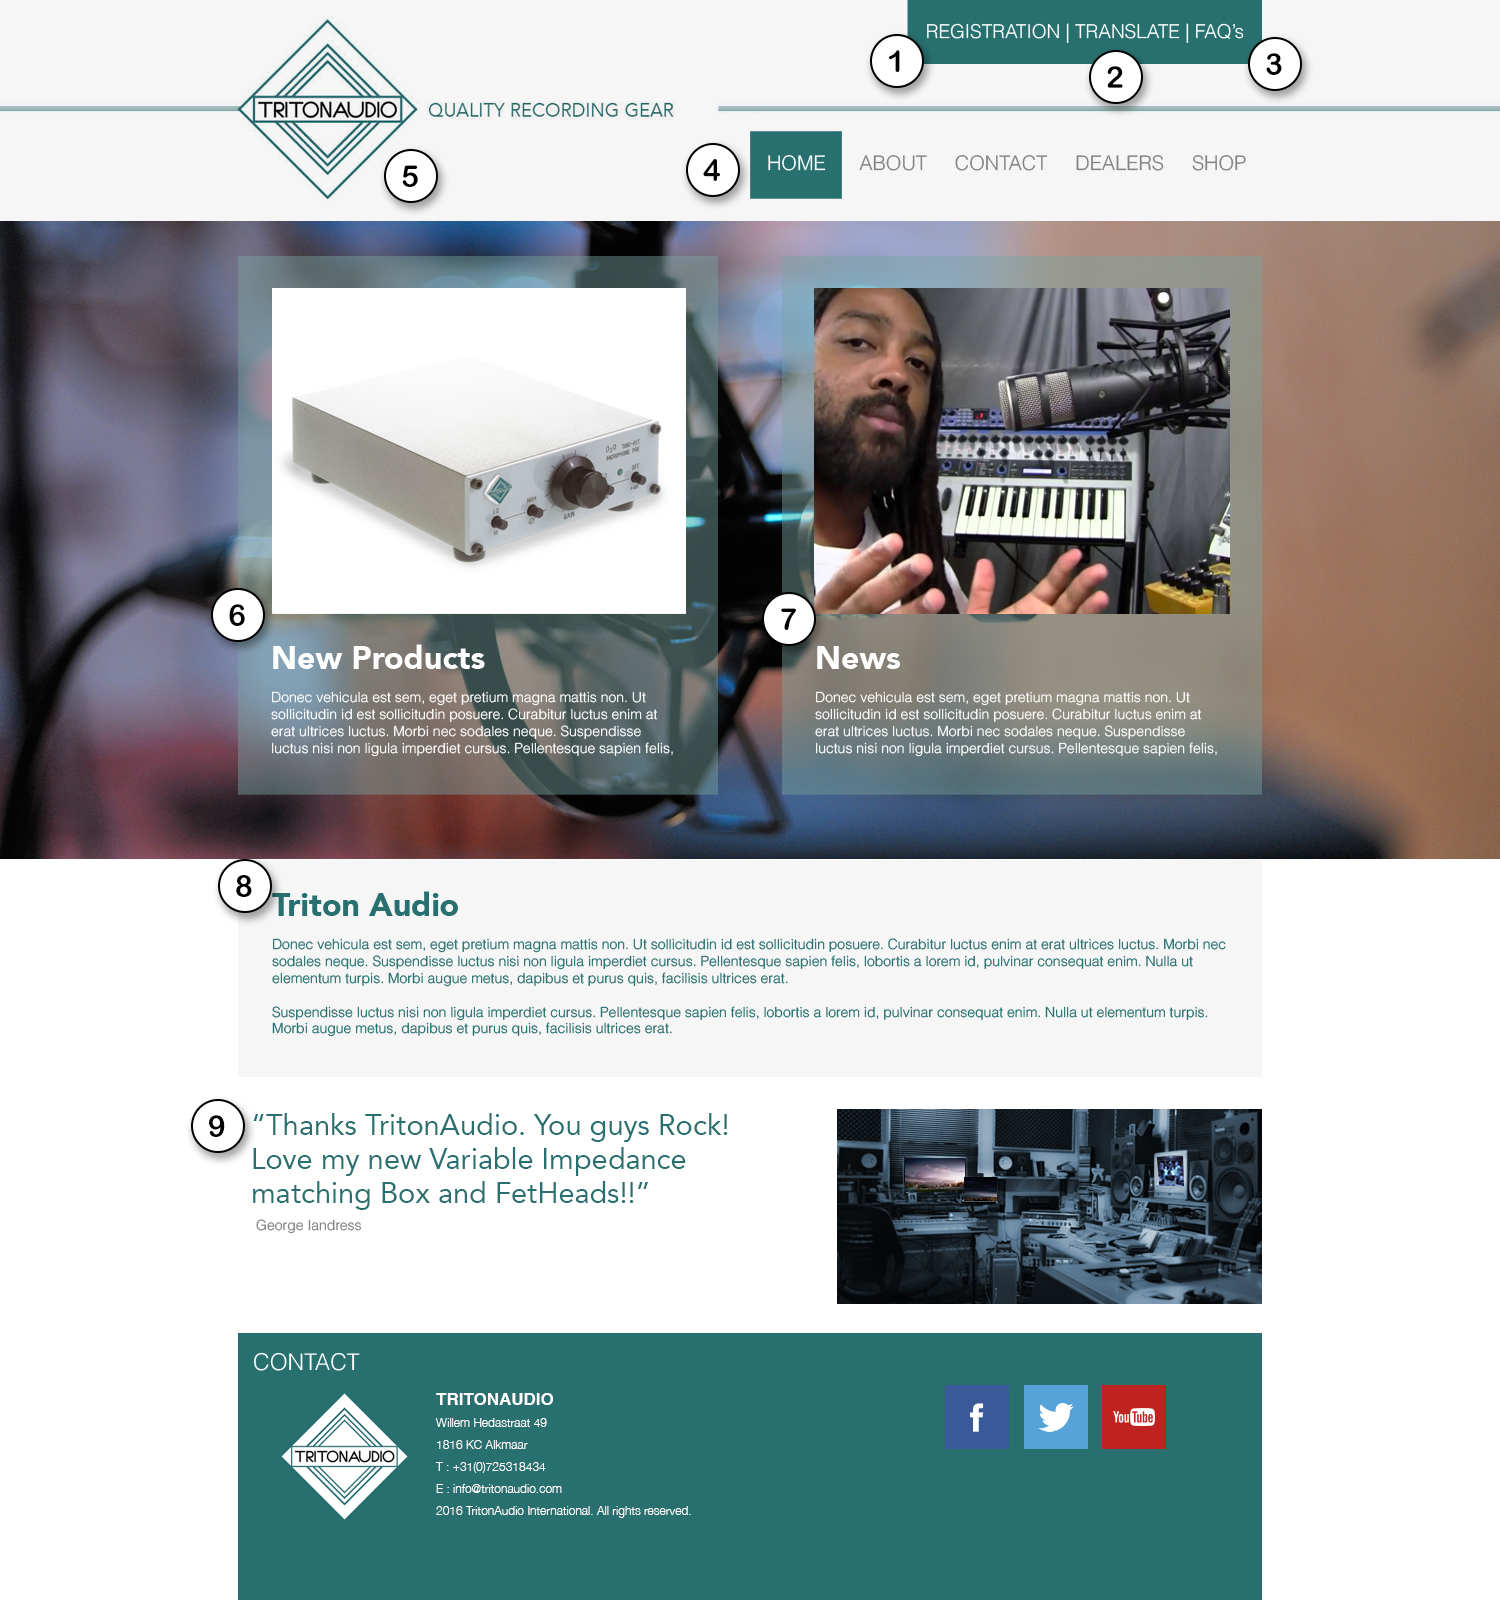 REGISTRATION | TRANSLATE | FAQ's
1
2
3
TRITONAUDIO
QUALITY RECORDING GEAR
4
HOME
ABOUT
CONTACT
DEALERS
SHOP
5
D2O TUBE-KIT
MICROPHONE PRE
OFF
GAIN
LO
HI
6
New Products
Donec vehicula est sem, eget pretium magna mattis non. Ut
sollicitudin id est sollicitudin posuere. Curabitur luctus enim at
erat ultrices luctus. Morbi nec sodales neque. Suspendisse
luctus nisi non ligula imperdiet cursus. Pellentesque sapien felis,
7
News
Donec vehicula est sem, eget pretium magna mattis non. Ut
sollicitudin id est sollicitudin posuere. Curabitur luctus enim at
erat ultrices luctus. Morbi nec sodales neque. Suspendisse
luctus nisi non ligula imperdiet cursus. Pellentesque sapien felis,
8
Triton Audio
Donec vehicula est sem, eget pretium magna mattis non. Ut sollicitudin id est sollicitudin posuere. Curabitur luctus enim at erat ultrices luctus. Morbi nec
sodales neque. Suspendisse luctus nisi non ligula imperdiet cursus. Pellentesque sapien felis, lobortis a lorem id, pulvinar consequat enim. Nulla ut
elementum turpis. Morbi augue metus, dapibus et purus quis, facilisis ultrices erat.
Suspendisse luctus nisi non ligula imperdiet cursus. Pellentesque sapien felis, lobortis a lorem id, pulvinar consequat enim. Nulla ut elementum turpis.
Morbi augue metus, dapibus et purus quis, facilisis ultrices erat.
9
“Thanks TritonAudio. You guys Rock!
Love my new Variable Impedance
matching Box and FetHeads!!”
George landress
CONTACT
TRITONAUDIO
TRITONAUDIO
Willem Hedastraat 49
1816 KC Alkmaar
T : +31(0)725318434
E : info@tritonaudio.com
2016 TritonAudio International. All rights reserved.
f
YouTube